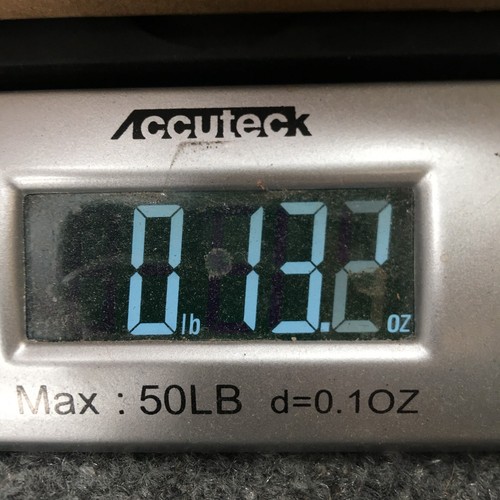 Accuteck
0 lb 13.2 oz
Max : 50LB d=0.1OZ